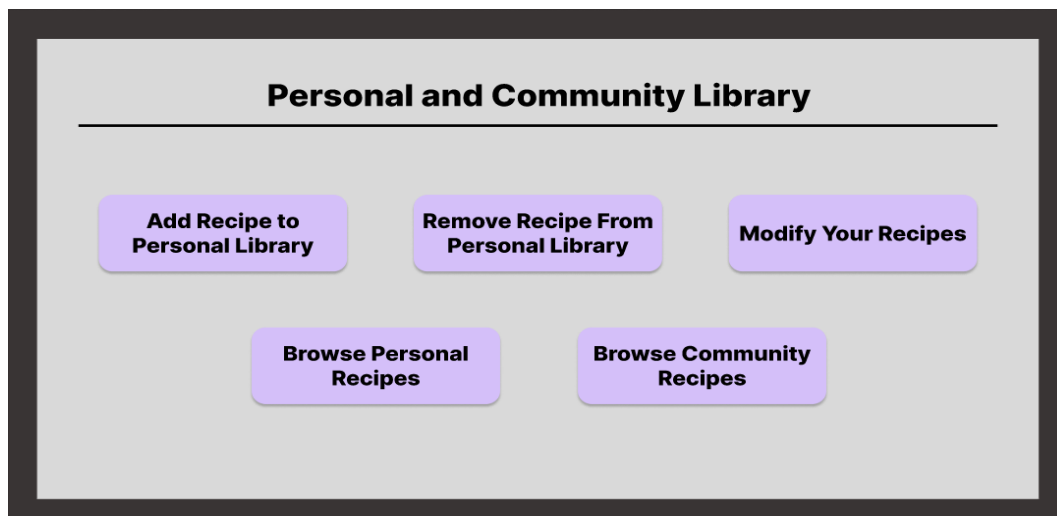 Personal and Community Library
Add Recipe to
Personal Library
Remove Recipe From
Personal Library
Modify Your Recipes
Browse Personal
Recipes
Browse Community
Recipes